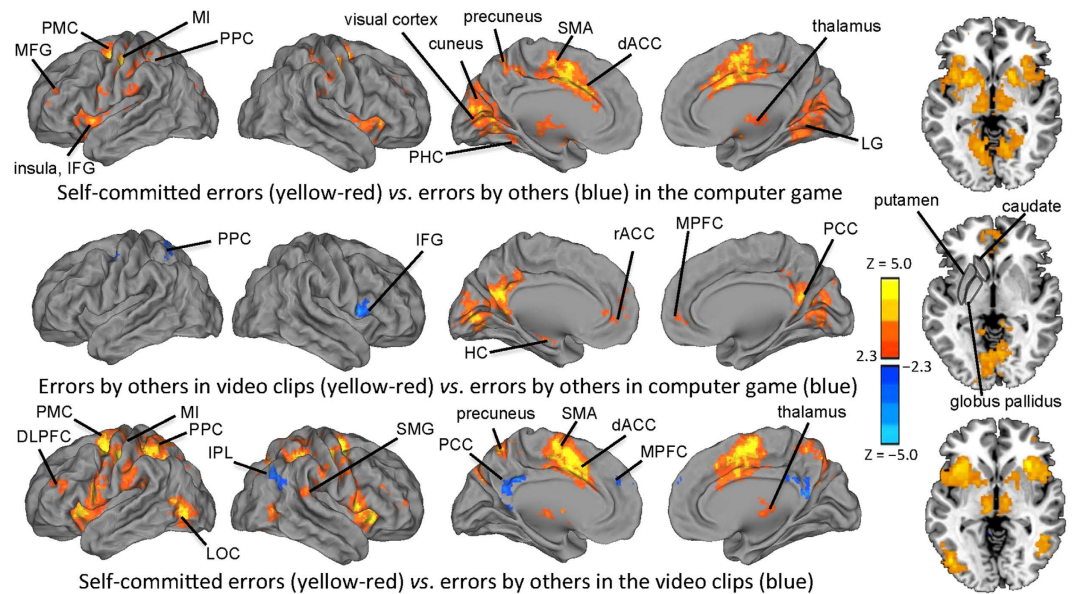 PMC
MI
MFG
PPC
insula, IFG
visual cortex
precuneus
cuneus
SMA
dACC
PHC
thalamus
LG
Self-committed errors (yellow-red) vs. errors by others (blue) in the computer game
PPC
IFG
rACC
HC
MPFC
PCC
putamen
caudate
globus pallidus
Z = 5.0
2.3
−2.3
Z = −5.0
Errors by others in video clips (yellow-red) vs. errors by others in computer game (blue)
PMC
MI
DLPFC
PPC
LOC
IPL
SMG
precuneus
SMA
PCC
dACC
MPFC
thalamus
Self-committed errors (yellow-red) vs. errors by others in the video clips (blue)